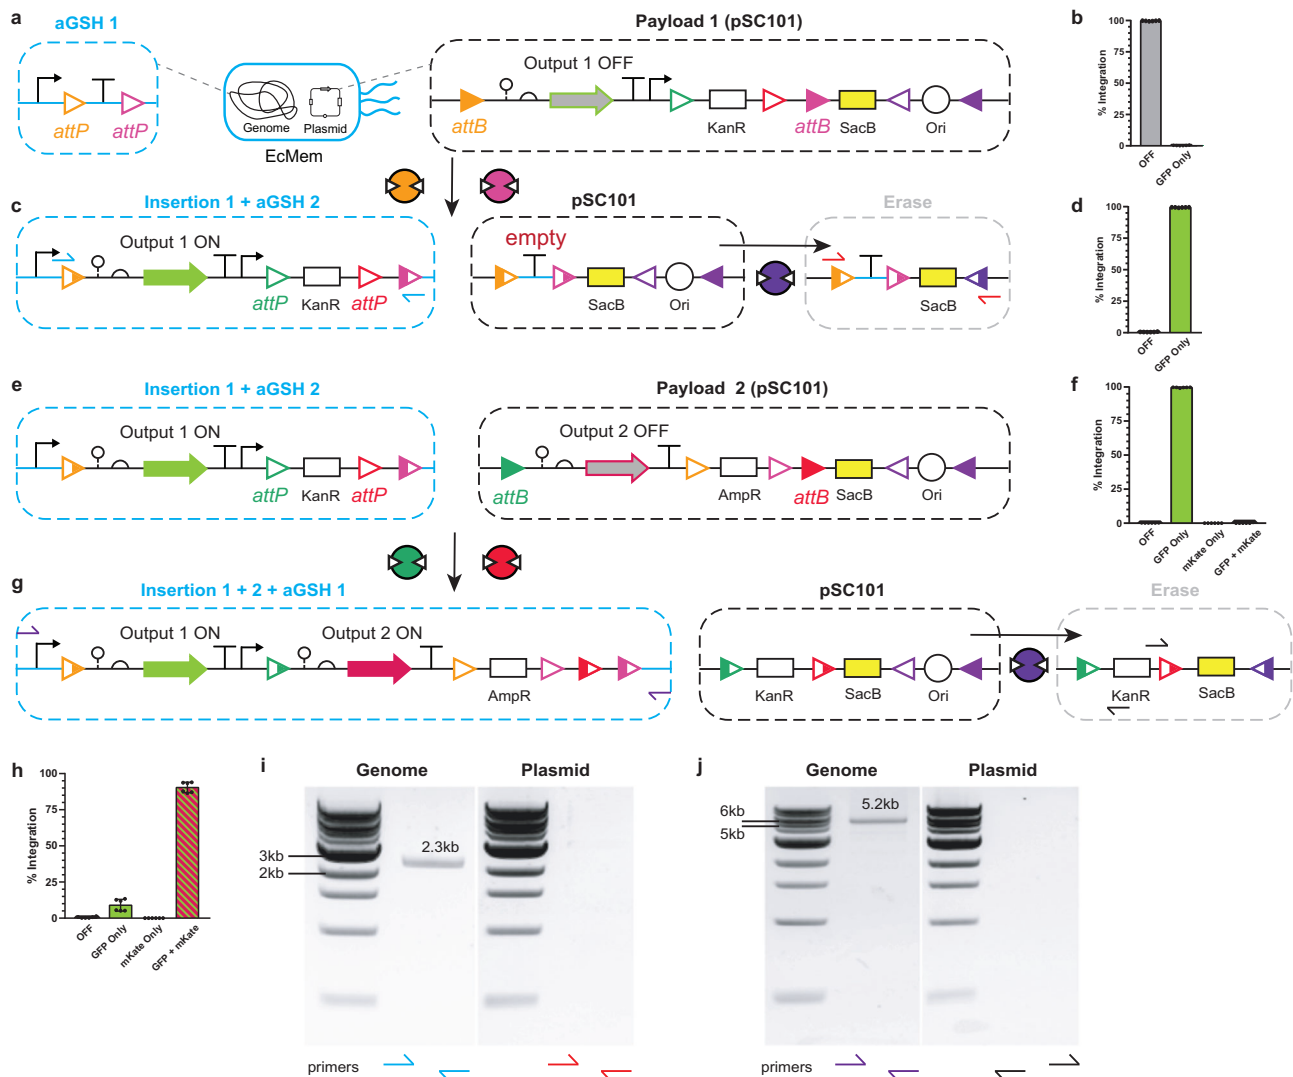 a
aGSH 1
attP
attP
Genome
Plasmid
EcMem
Payload 1 (pSC101)
Output 1 OFF
attB
KanR
attB
SacB
Ori
b
% Integration
100
75
50
25
0
OFF
GFP Only
c
Insertion 1 + aGSH 2
Output 1 ON
attP
KanR
attP
pSC101
empty
SacB
Ori
Erase
SacB
d
% Integration
100
75
50
25
0
OFF
GFP Only
e
Insertion 1 + aGSH 2
Output 1 ON
attP
KanR
attP
Payload 2 (pSC101)
Output 2 OFF
attB
AmpR
attB
SacB
Ori
f
% Integration
100
75
50
25
0
OFF
GFP Only
mKate Only
GFP + mKate
g
Insertion 1 + 2 + aGSH 1
Output 1 ON
Output 2 ON
AmpR
pSC101
KanR
SacB
Ori
Erase
KanR
SacB
h
% Integration
100
75
50
25
0
OFF
GFP Only
mKate Only
GFP + mKate
i
Genome
Plasmid
3kb
2kb
2.3kb
primers
j
Genome
Plasmid
6kb
5kb
5.2kb
primers